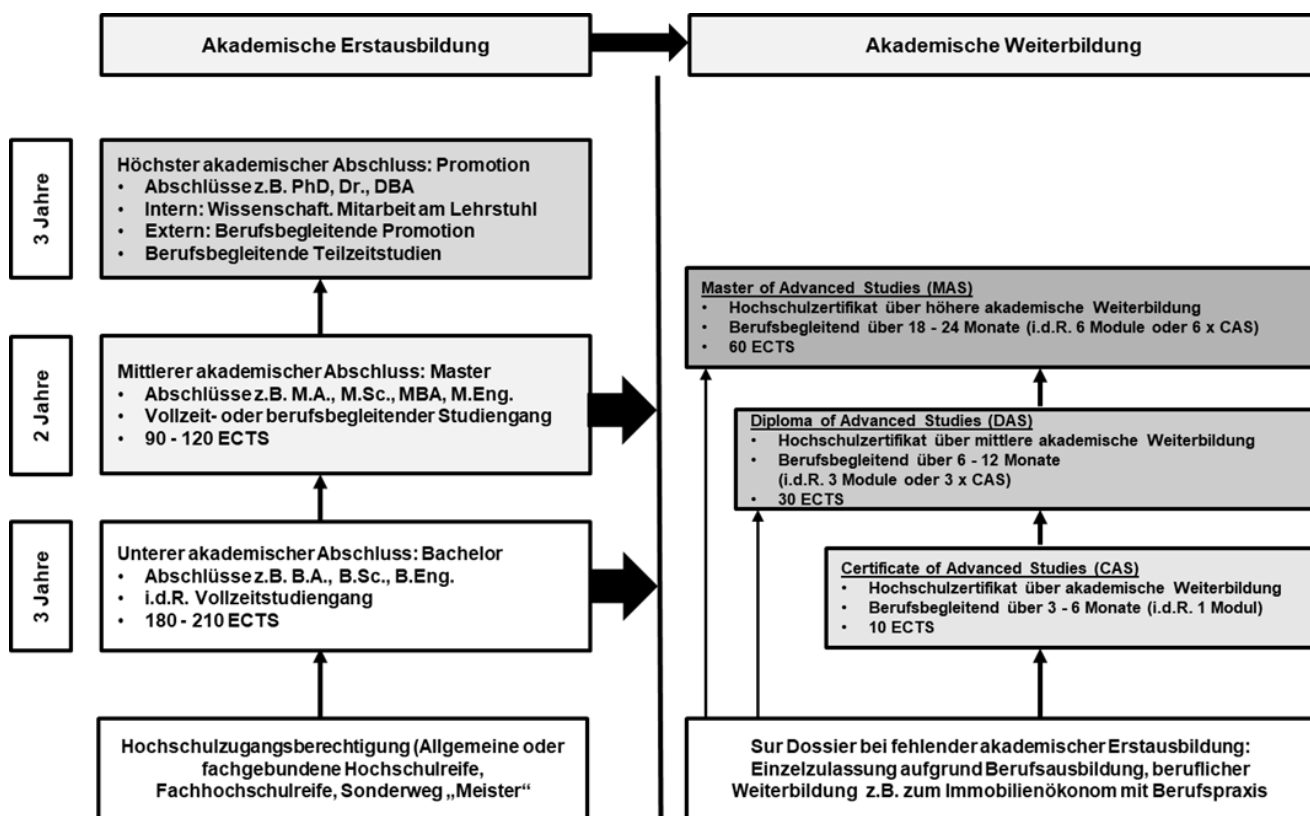 Akademische Erstausbildung
Akademische Weiterbildung
3 Jahre
Höchster akademischer Abschluss: Promotion
• Abschlüsse z.B. PhD, Dr., DBA
• Intern: Wissenschaft. Mitarbeit am Lehrstuhl
• Extern: Berufsbegleitende Promotion
• Berufsbegleitende Teilzeitstudien
2 Jahre
Mittlerer akademischer Abschluss: Master
• Abschlüsse z.B. M.A., M.Sc., MBA, M.Eng.
• Vollzeit- oder berufsbegleitender Studiengang
• 90 - 120 ECTS
3 Jahre
Unterer akademischer Abschluss: Bachelor
• Abschlüsse z.B. B.A., B.Sc., B.Eng.
• i.d.R. Vollzeitstudiengang
• 180 - 210 ECTS
Hochschulzugangsberechtigung (Allgemeine oder
fachgebundene Hochschulreife,
Fachhochschulreife, Sonderweg „Meister“
Master of Advanced Studies (MAS)
• Hochschulzertifikat über höhere akademische Weiterbildung
• Berufsbegleitend über 18 - 24 Monate (i.d.R. 6 Module oder 6 x CAS)
• 60 ECTS
Diploma of Advanced Studies (DAS)
• Hochschulzertifikat über mittlere akademische Weiterbildung
• Berufsbegleitend über 6 - 12 Monate
(i.d.R. 3 Module oder 3 x CAS)
• 30 ECTS
Certificate of Advanced Studies (CAS)
• Hochschulzertifikat über akademische Weiterbildung
• Berufsbegleitend über 3 - 6 Monate (i.d.R. 1 Modul)
• 10 ECTS
Sur Dossier bei fehlender akademischer Erstausbildung:
Einzelzulassung aufgrund Berufsausbildung, beruflicher
Weiterbildung z.B. zum Immobilienökonom mit Berufspraxis